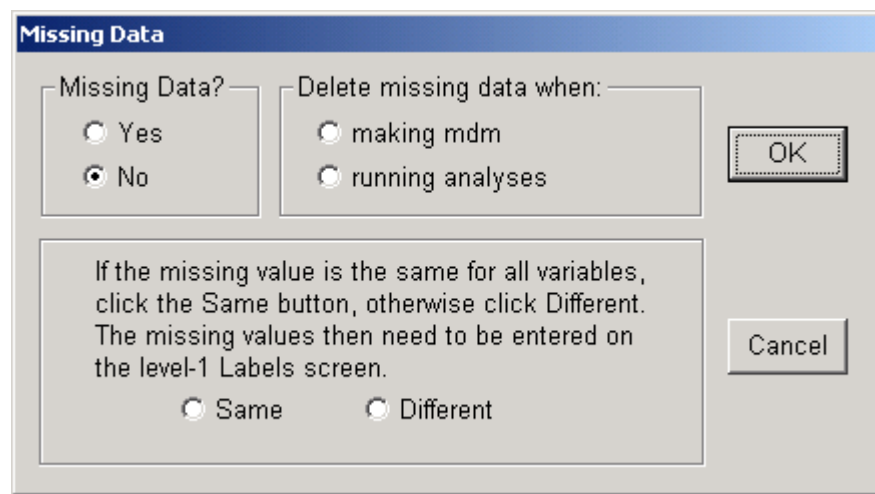 Missing Data
Missing Data?
Yes
No
Delete missing data when:
making mdm
running analyses
OK
If the missing value is the same for all variables,
click the Same button, otherwise click Different.
The missing values then need to be entered on
the level-1 Labels screen.
Same Different
Cancel